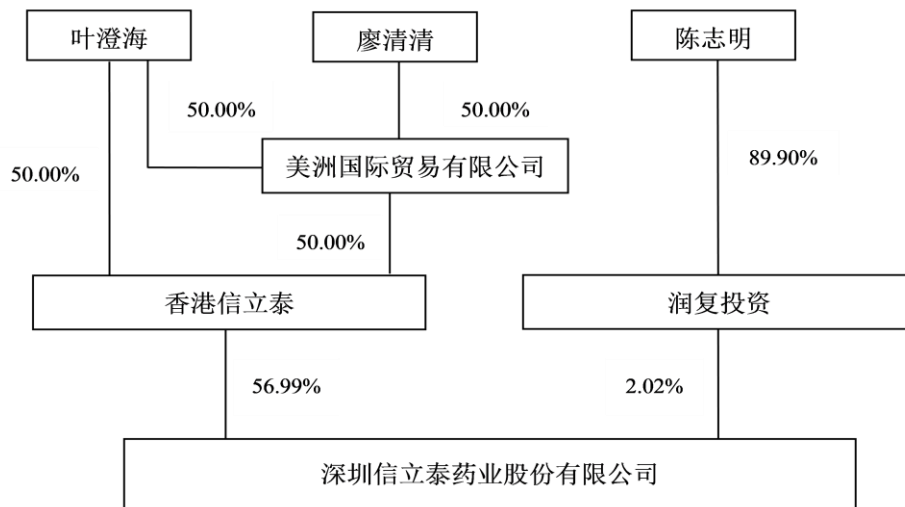 叶澄海
廖清清
陈志明
50.00%
50.00%
50.00%
美洲国际贸易有限公司
89.90%
50.00%
香港信立泰
润复投资
56.99%
2.02%
深圳信立泰药业股份有限公司